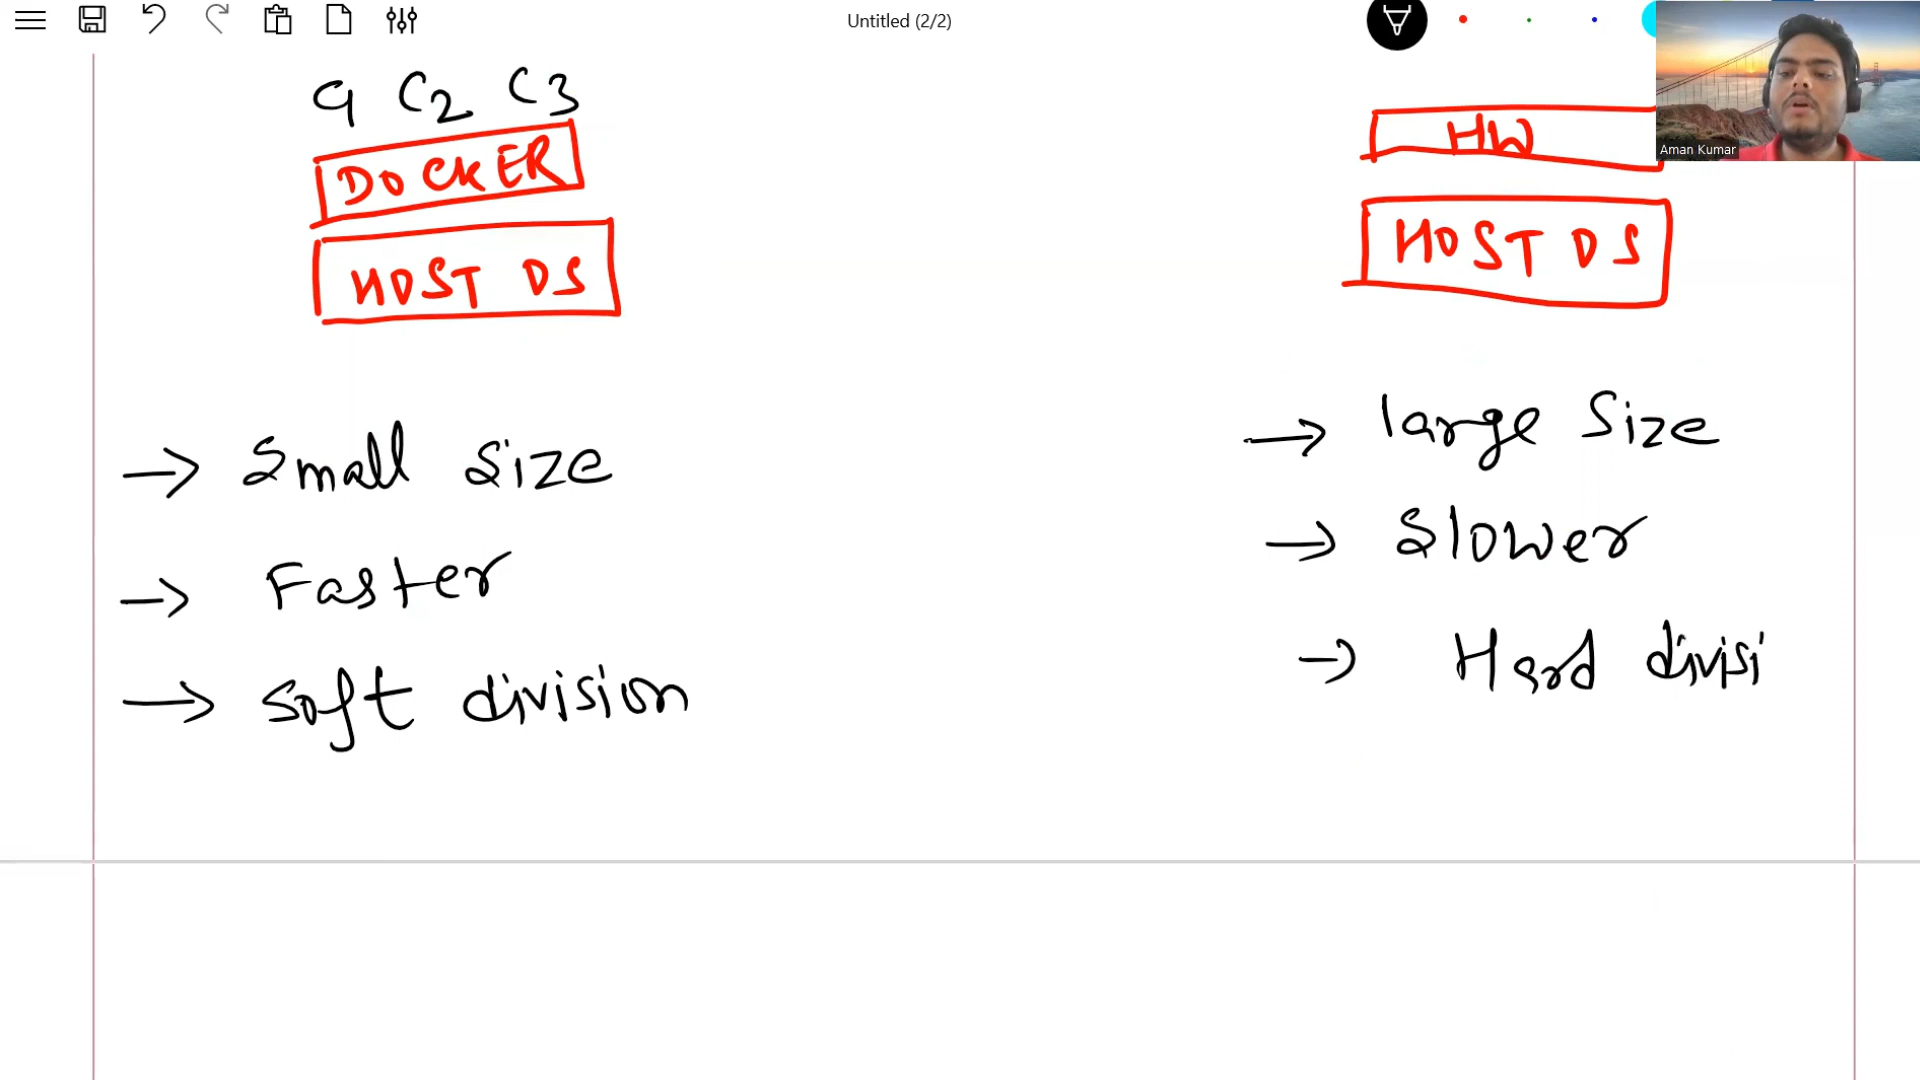 Untitled (2/2)
C1 C2 C3
DOCKER
HOST OS
→ Small Size
→ Faster
→ Soft division
HW
HOST OS
→ large Size
→ Slower
→ Hard divisi
Aman Kumar